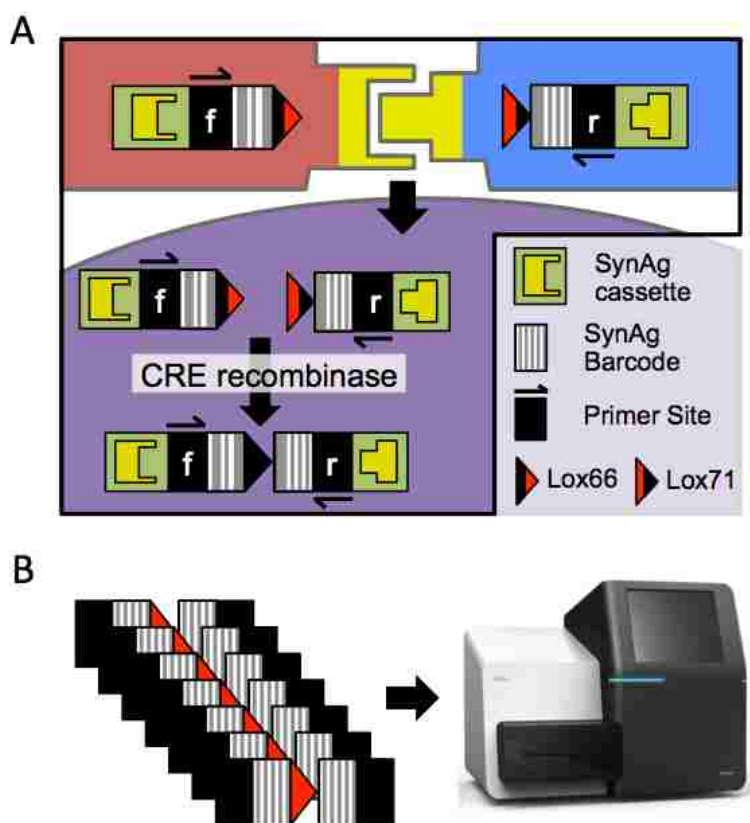 A
f
r
f
r
CRE recombinase
f
r
SynAg
cassette
SynAg
Barcode
Primer Site
Lox66
Lox71
B